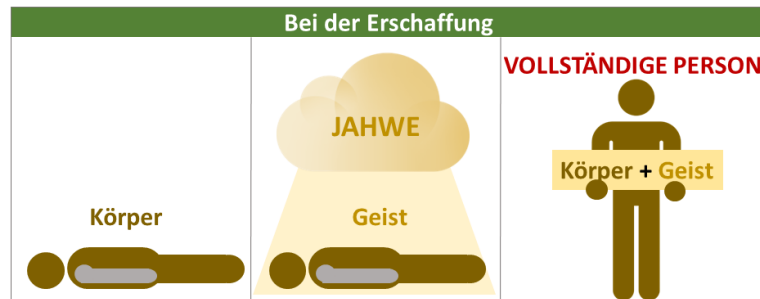 Bei der Erschaffung
Körper
JAHWE
Geist
VOLLSTÄNDIGE PERSON
Körper + Geist